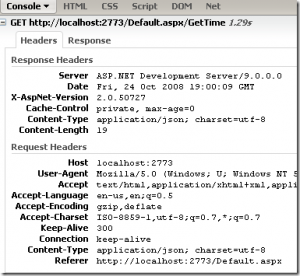 Console HTML CSS Script DOM Net
GET http://localhost:2773/Default.aspx/GetTime 1.29s
Headers Response
Response Headers
Server ASP.NET Development Server/9.0.0.0
Date Fri, 24 Oct 2008 19:00:09 GMT
X-AspNet-Version 2.0.50727
Cache-Control private, max-age=0
Content-Type application/json; charset=utf-8
Content-Length 19
Request Headers
Host localhost:2773
User-Agent Mozilla/5.0 (Windows; U; Windows NT 5
Accept text/html,application/xhtml+xml,appli
Accept-Language en-us,en;q=0.5
Accept-Encoding gzip,deflate
Accept-Charset ISO-8859-1,utf-8;q=0.7,*;q=0.7
Keep-Alive 300
Connection keep-alive
Content-Type application/json; charset=utf-8
Referer http://localhost:2773/Default.aspx